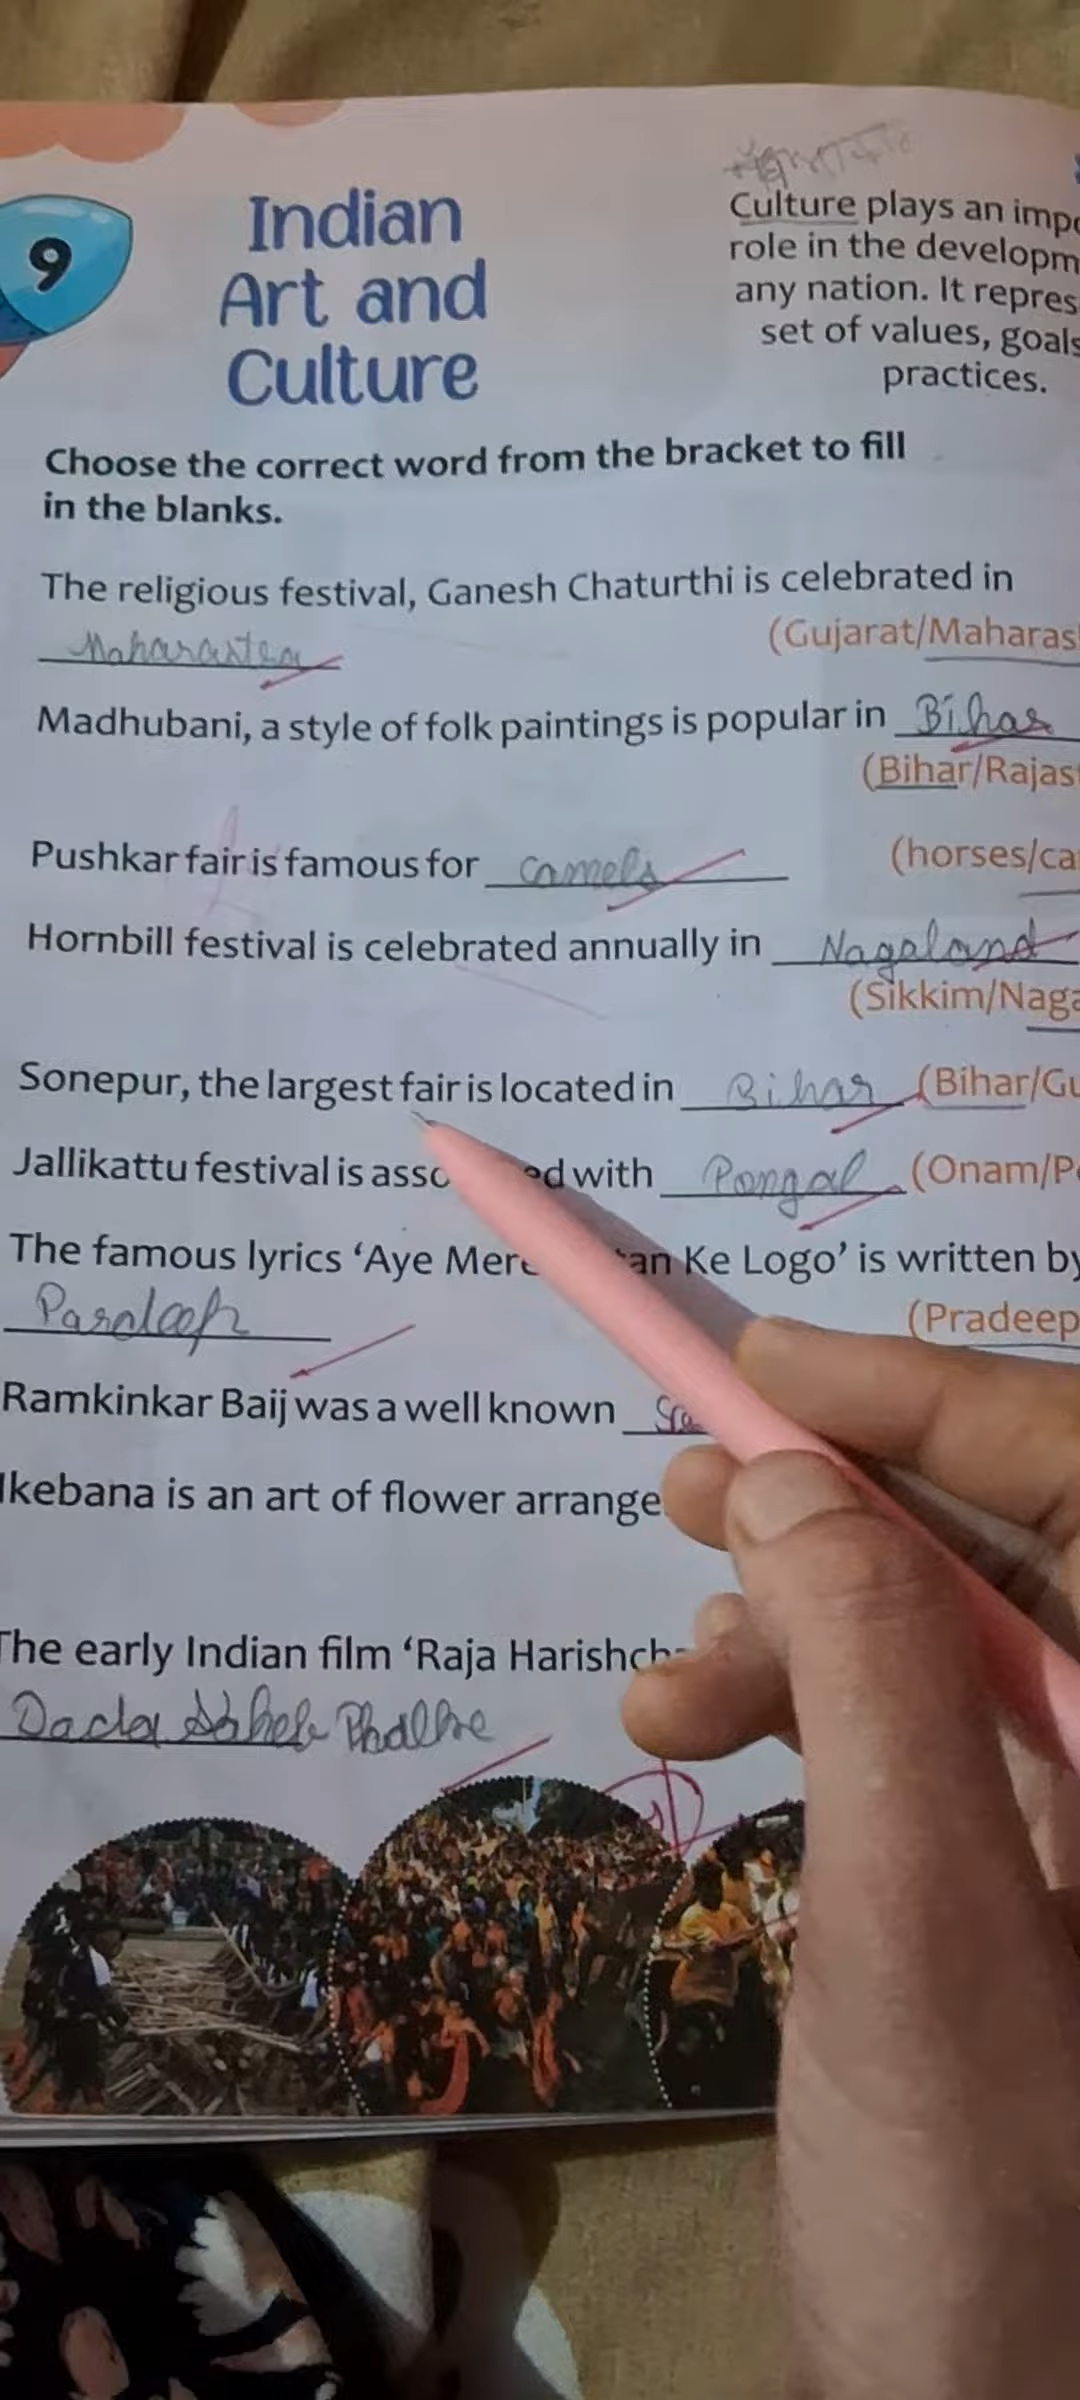 9
Indian
Art and
Culture
Culture plays an impo
role in the developm
any nation. It repres
set of values, goals
practices.
Choose the correct word from the bracket to fill
in the blanks.
The religious festival, Ganesh Chaturthi is celebrated in
Maharastea (Gujarat/Maharas
Madhubani, a style of folk paintings is popular in Bihar
(Bihar/Rajas
Pushkar fair is famous for camels (horses/ca
Hornbill festival is celebrated annually in Nagaland
(Sikkim/Naga
Sonepur, the largest fair is located in Bihar (Bihar/Gu
Jallikattu festival is asso ed with Pongal (Onam/P
The famous lyrics ‘Aye Mere tan Ke Logo’ is written by
Pardeep (Pradeep
Ramkinkar Baij was a well known
Ikebana is an art of flower arrange
The early Indian film ‘Raja Harishch
Dada Saheb Phalke